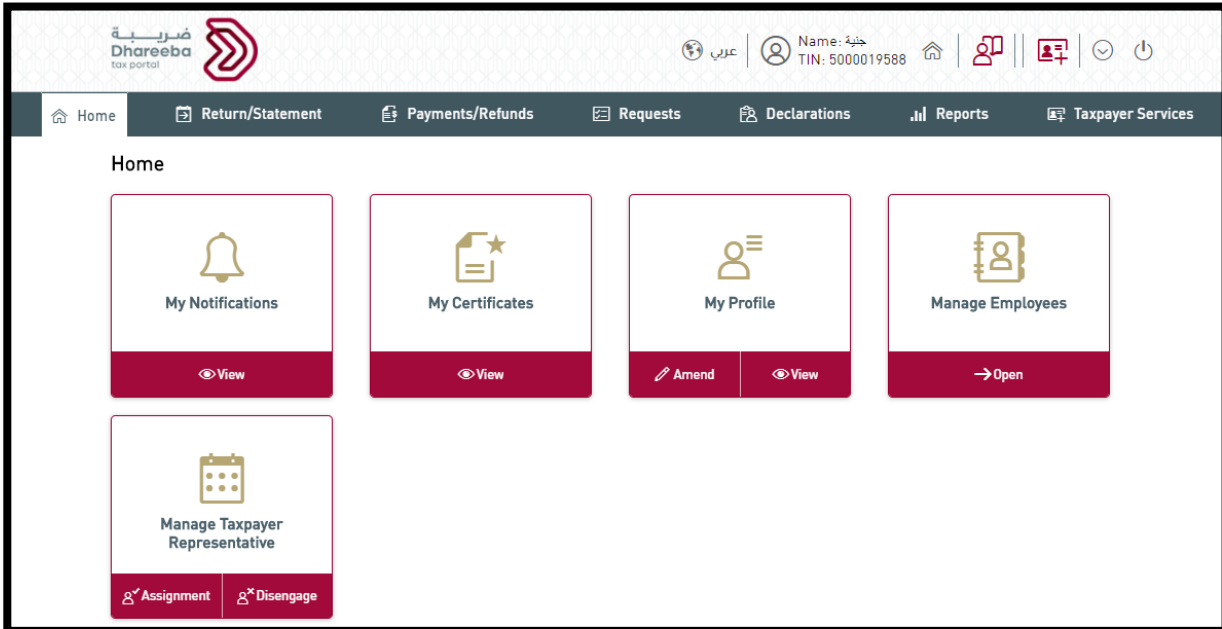 ضريبة
Dhareeba
tax portal
عربي
Name: جنية
TIN: 5000019588
Home
Return/Statement
Payments/Refunds
Requests
Declarations
Reports
Taxpayer Services
Home
My Notifications
View
My Certificates
View
My Profile
Amend
View
Manage Employees
Open
Manage Taxpayer
Representative
Assignment
Disengage